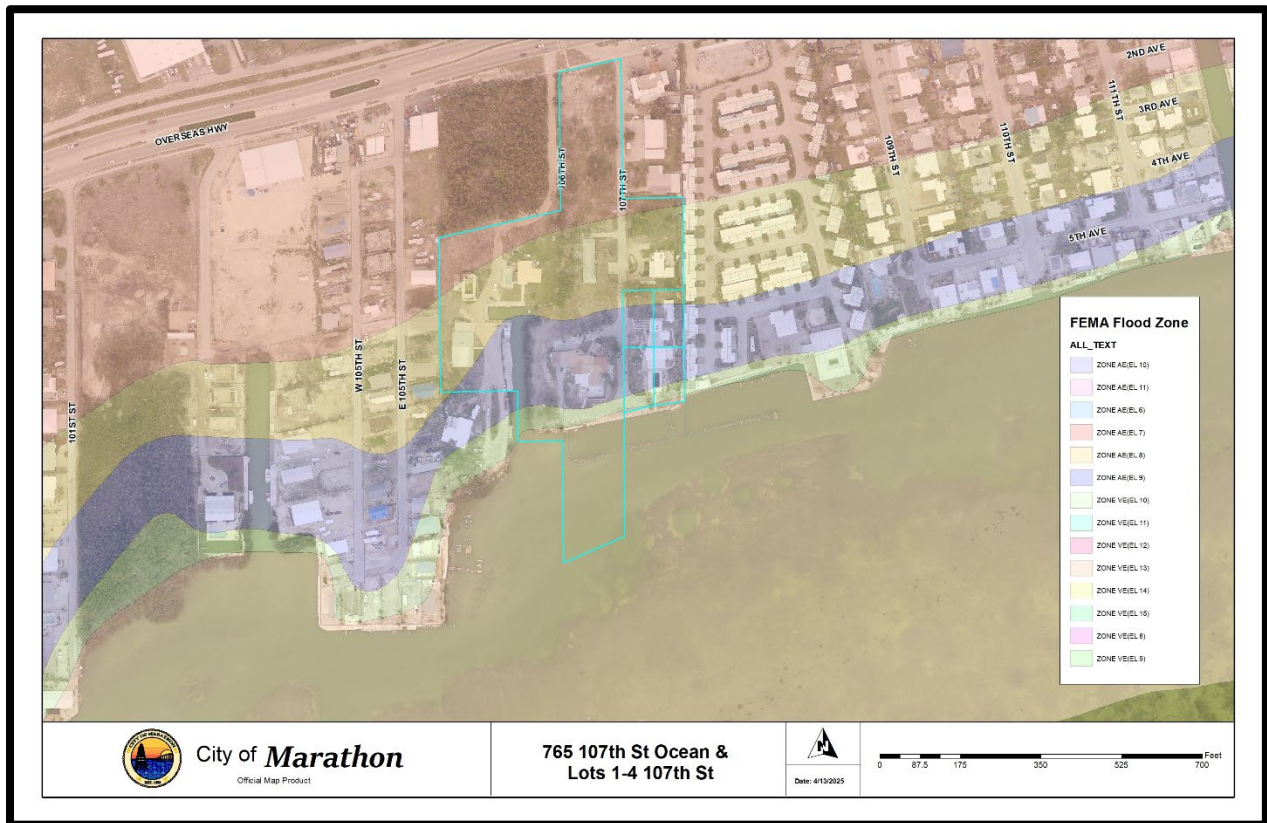 2ND AVE
111TH ST
3RD AVE
OVERSEAS HWY
109TH ST
110TH ST
4TH AVE
106TH ST
107TH ST
5TH AVE
FEMA Flood Zone
ALL_TEXT
ZONE AE(EL 10)
ZONE AE(EL 11)
ZONE AE(EL 6)
ZONE AE(EL 7)
ZONE AE(EL 8)
ZONE AE(EL 9)
ZONE VE(EL 10)
ZONE VE(EL 11)
ZONE VE(EL 12)
ZONE VE(EL 13)
ZONE VE(EL 14)
ZONE VE(EL 15)
ZONE VE(EL 8)
ZONE VE(EL 9)
W 105TH ST
E 105TH ST
101ST ST
CITY OF MARATHON
City of Marathon
Official Map Product
765 107th St Ocean &
Lots 1-4 107th St
N
Date: 4/13/2025
Feet
0 87.5 175 350 525 700